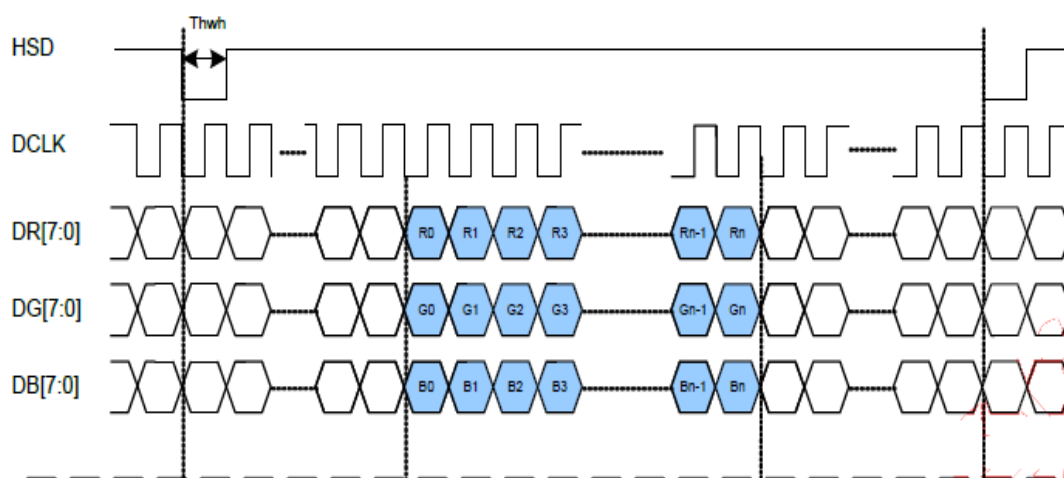 Thwh
HSD
DCLK
DR[7:0] R0 R1 R2 R3 Rn-1 Rn
DG[7:0] G0 G1 G2 G3 Gn-1 Gn
DB[7:0] B0 B1 B2 B3 Bn-1 Bn